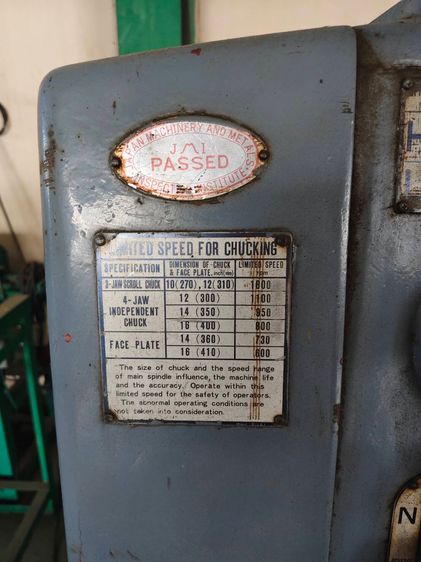 JAPAN MACHINERY AND METAL
JMI
PASSED
INSPECTION INSTITUTE
LIMITED SPEED FOR CHUCKING
SPECIFICATION DIMENSION OF CHUCK & FACE PLATE. inch(mm) LIMITED SPEED rpm
3-JAW SCROLL CHUCK 10(270), 12(310) 1600
4-JAW INDEPENDENT CHUCK 12 (300) 1100
14 (350) 950
16 (400) 800
FACE PLATE 14 (360) 730
16 (410) 600
The size of chuck and the speed range
of main spindle influence, the machine life
and the accuracy. Operate within this
limited speed for the safety of operators.
The abnormal operating conditions are
not taken into consideration.
N